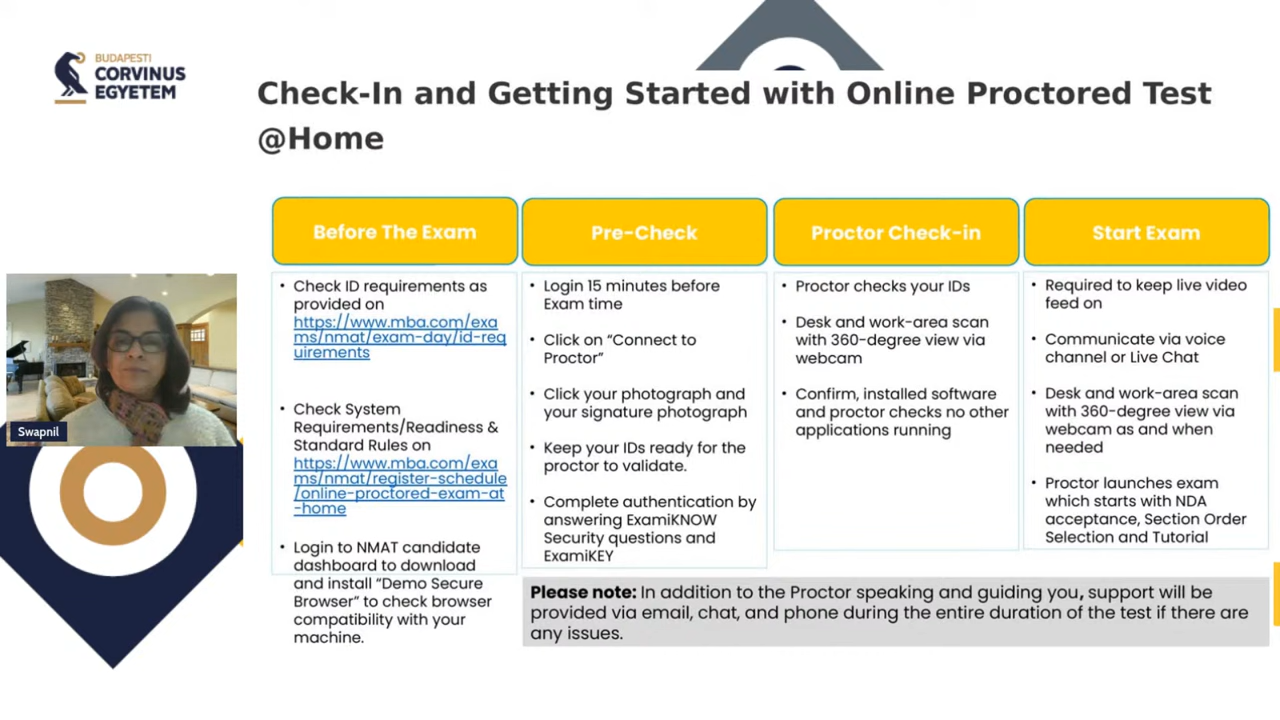 BUDAPESTI
CORVINUS
EGYETEM
Check-In and Getting Started with Online Proctored Test
@Home
Before The Exam
• Check ID requirements as
provided on
https://www.mba.com/exa
ms/nmat/exam-day/id-req
uirements
• Check System
Requirements/Readiness &
Standard Rules on
https://www.mba.com/exa
ms/nmat/register-schedule
/online-proctored-exam-at
-home
• Login to NMAT candidate
dashboard to download
and install “Demo Secure
Browser” to check browser
compatibility with your
machine.
Pre-Check
• Login 15 minutes before
Exam time
• Click on “Connect to
Proctor”
• Click your photograph and
your signature photograph
• Keep your IDs ready for the
proctor to validate.
• Complete authentication by
answering ExamiKNOW
Security questions and
ExamiKEY
Proctor Check-in
• Proctor checks your IDs
• Desk and work-area scan
with 360-degree view via
webcam
• Confirm, installed software
and proctor checks no other
applications running
Start Exam
• Required to keep live video
feed on
• Communicate via voice
channel or Live Chat
• Desk and work-area scan
with 360-degree view via
webcam as and when
needed
• Proctor launches exam
which starts with NDA
acceptance, Section Order
Selection and Tutorial
Please note: In addition to the Proctor speaking and guiding you, support will be
provided via email, chat, and phone during the entire duration of the test if there are
any issues.
Swapnil